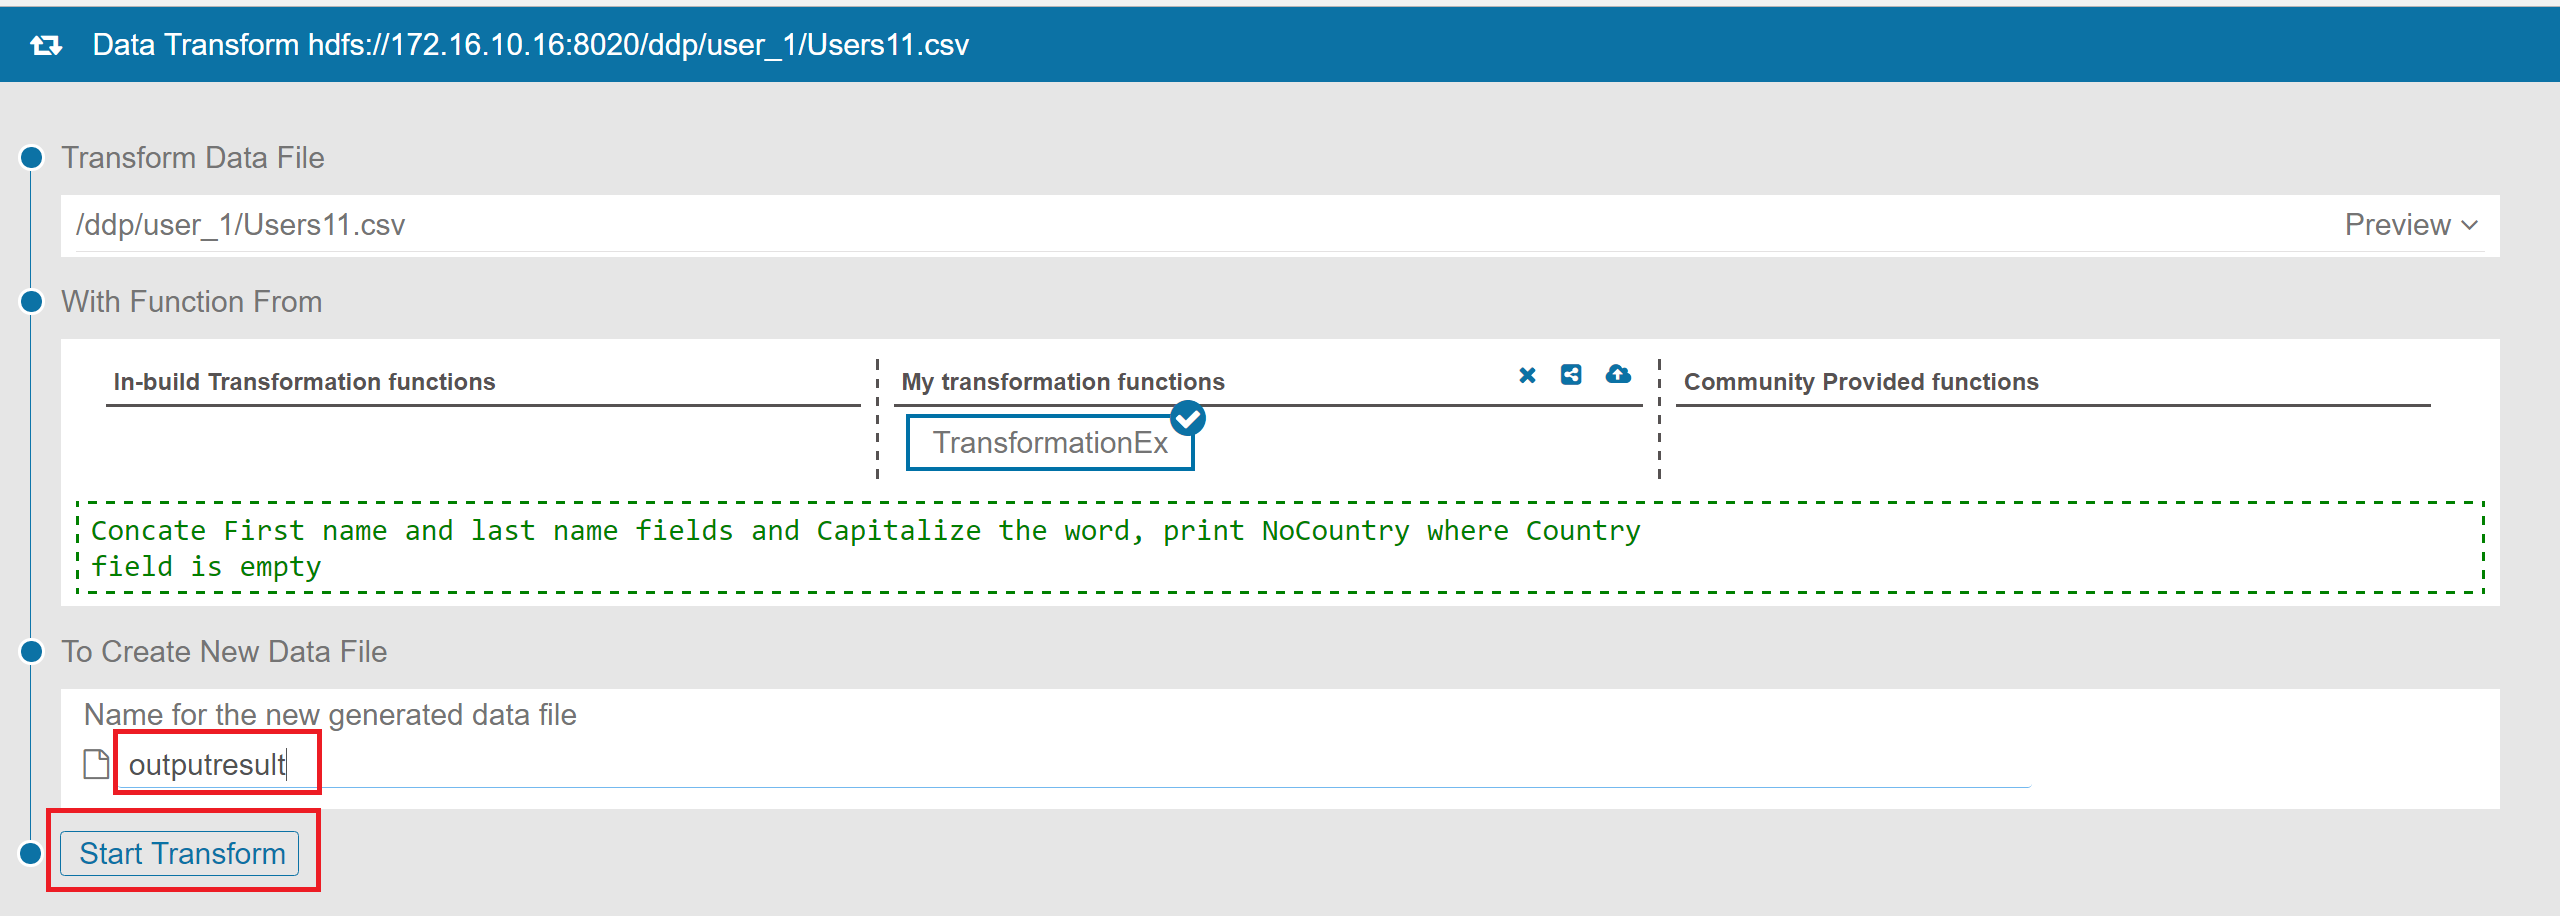 Data Transform hdfs://172.16.10.16:8020/ddp/user_1/Users11.csv
Transform Data File
/ddp/user_1/Users11.csv
Preview
With Function From
In-build Transformation functions
My transformation functions
Community Provided functions
TransformationEx
Concate First name and last name fields and Capitalize the word, print NoCountry where Country
field is empty
To Create New Data File
Name for the new generated data file
outputresult
Start Transform